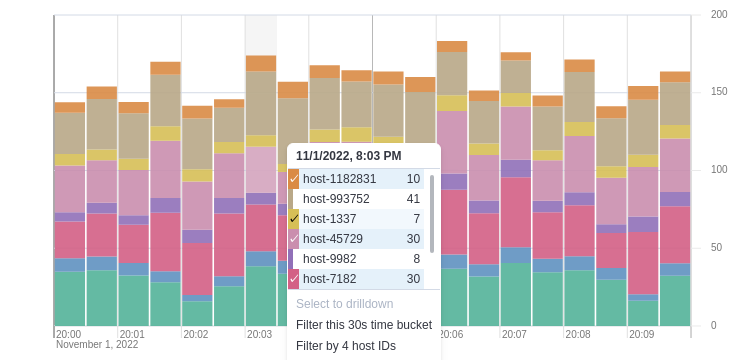 200
150
100
50
0
11/1/2022, 8:03 PM
host-1182831 10
host-993752 41
host-1337 7
host-45729 30
host-9982 8
host-7182 30
Select to drilldown
Filter this 30s time bucket
Filter by 4 host IDs
20:00 20:01 20:02 20:03 20:06 20:07 20:08 20:09
November 1, 2022